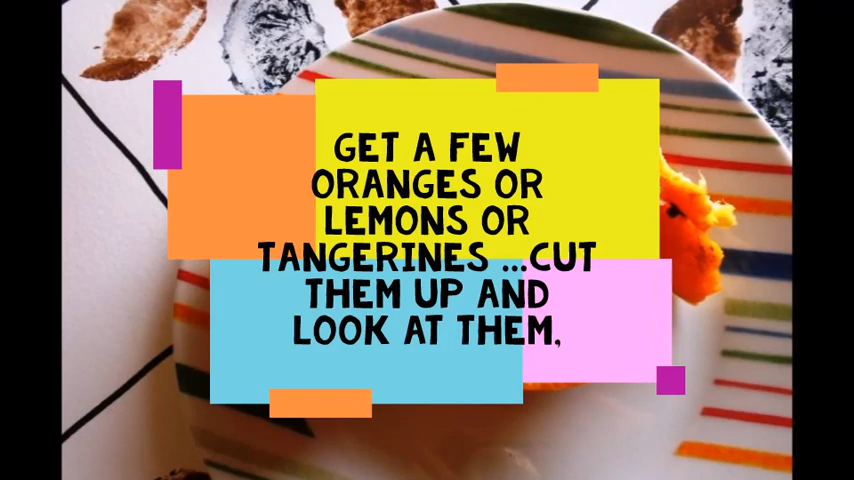 GET A FEW
ORANGES OR
LEMONS OR
TANGERINES ...CUT
THEM UP AND
LOOK AT THEM,